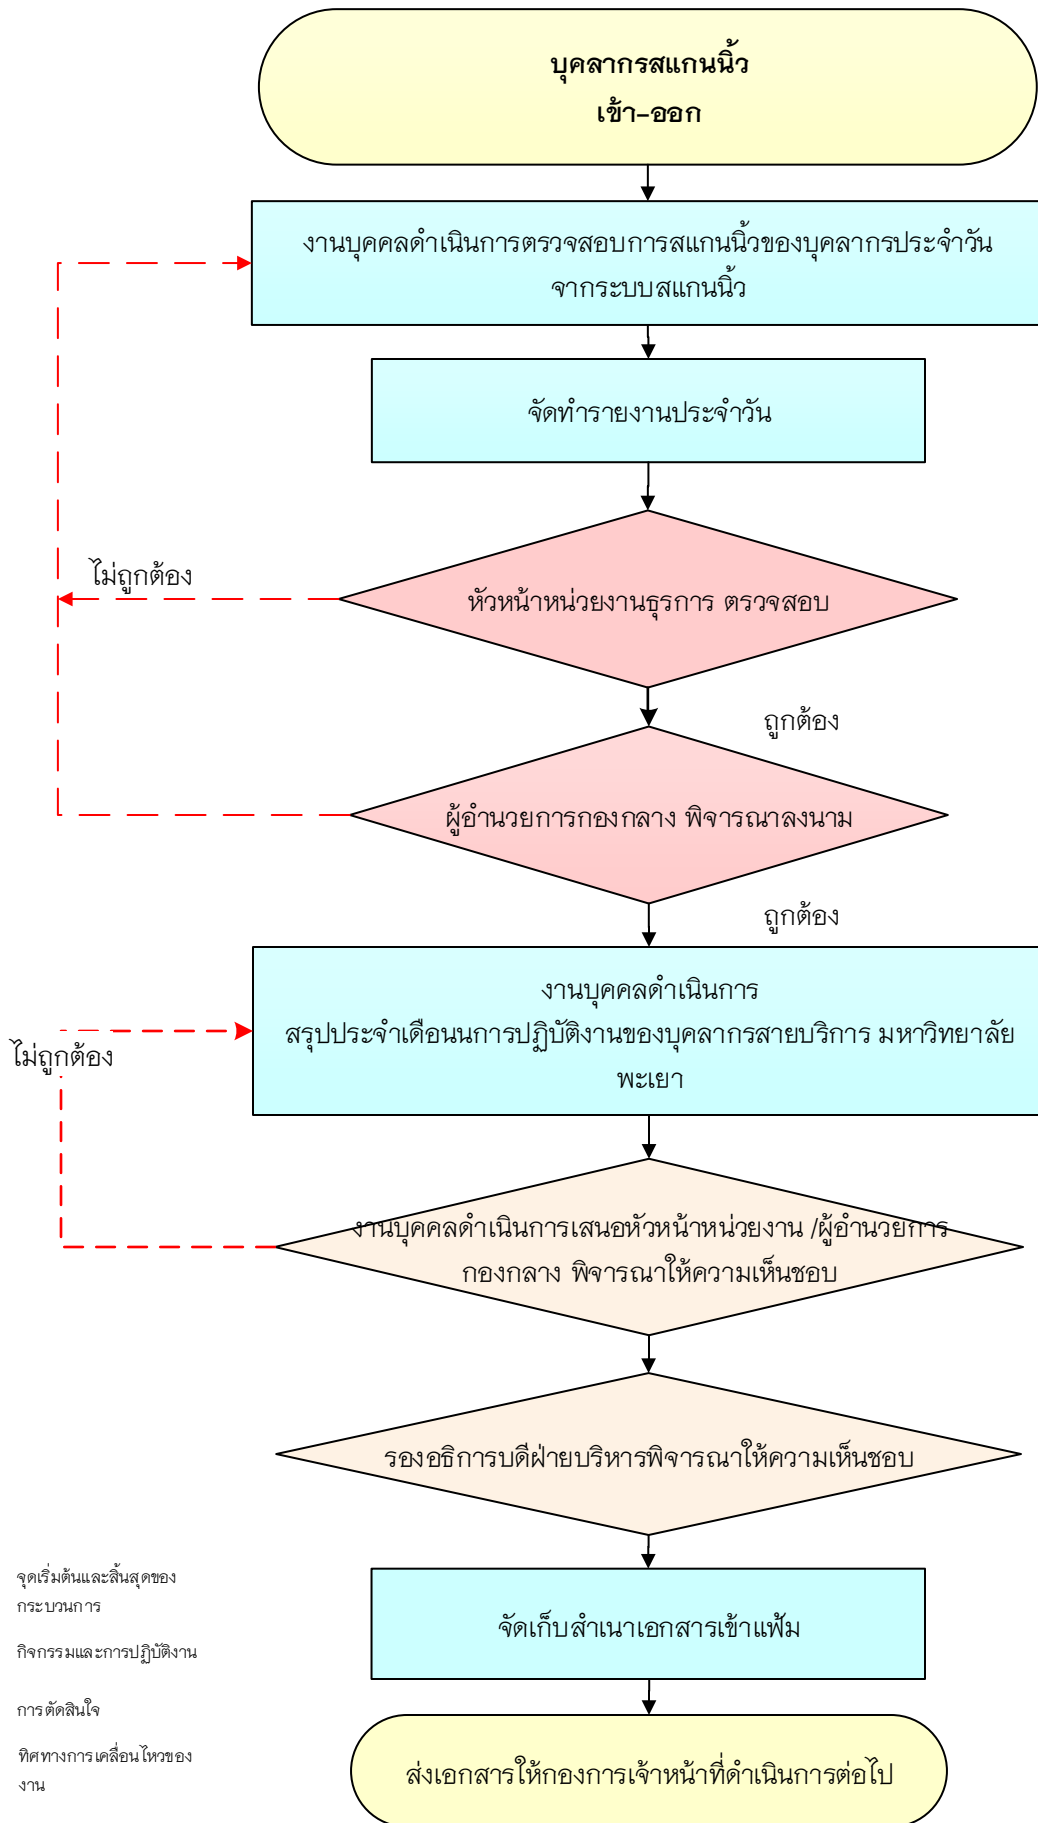 บุคลากรสแกนนิ้ว
เข้า-ออก
งานบุคคลดำเนินการตรวจสอบการสแกนนิ้วของบุคลากรประจำวัน
จากระบบสแกนนิ้ว
จัดทำรายงานประจำวัน
ไม่ถูกต้อง
หัวหน้าหน่วยงานธุรการ ตรวจสอบ
ถูกต้อง
ผู้อำนวยการกองกลาง พิจารณาลงนาม
ถูกต้อง
งานบุคคลดำเนินการ
สรุปประจำเดือนนการปฏิบัติงานของบุคลากรสายบริการ มหาวิทยาลัย
พะเยา
ไม่ถูกต้อง
งานบุคคลดำเนินการเสนอหัวหน้าหน่วยงาน /ผู้อำนวยการ
กองกลาง พิจารณาให้ความเห็นชอบ
รองอธิการบดีฝ่ายบริหารพิจารณาให้ความเห็นชอบ
จัดเก็บสำเนาเอกสารเข้าแฟ้ม
ส่งเอกสารให้กองการเจ้าหน้าที่ดำเนินการต่อไป
จุดเริ่มต้นและสิ้นสุดของ
กระบวนการ
กิจกรรมและการปฏิบัติงาน
การตัดสินใจ
ทิศทางการเคลื่อนไหวของ
งาน